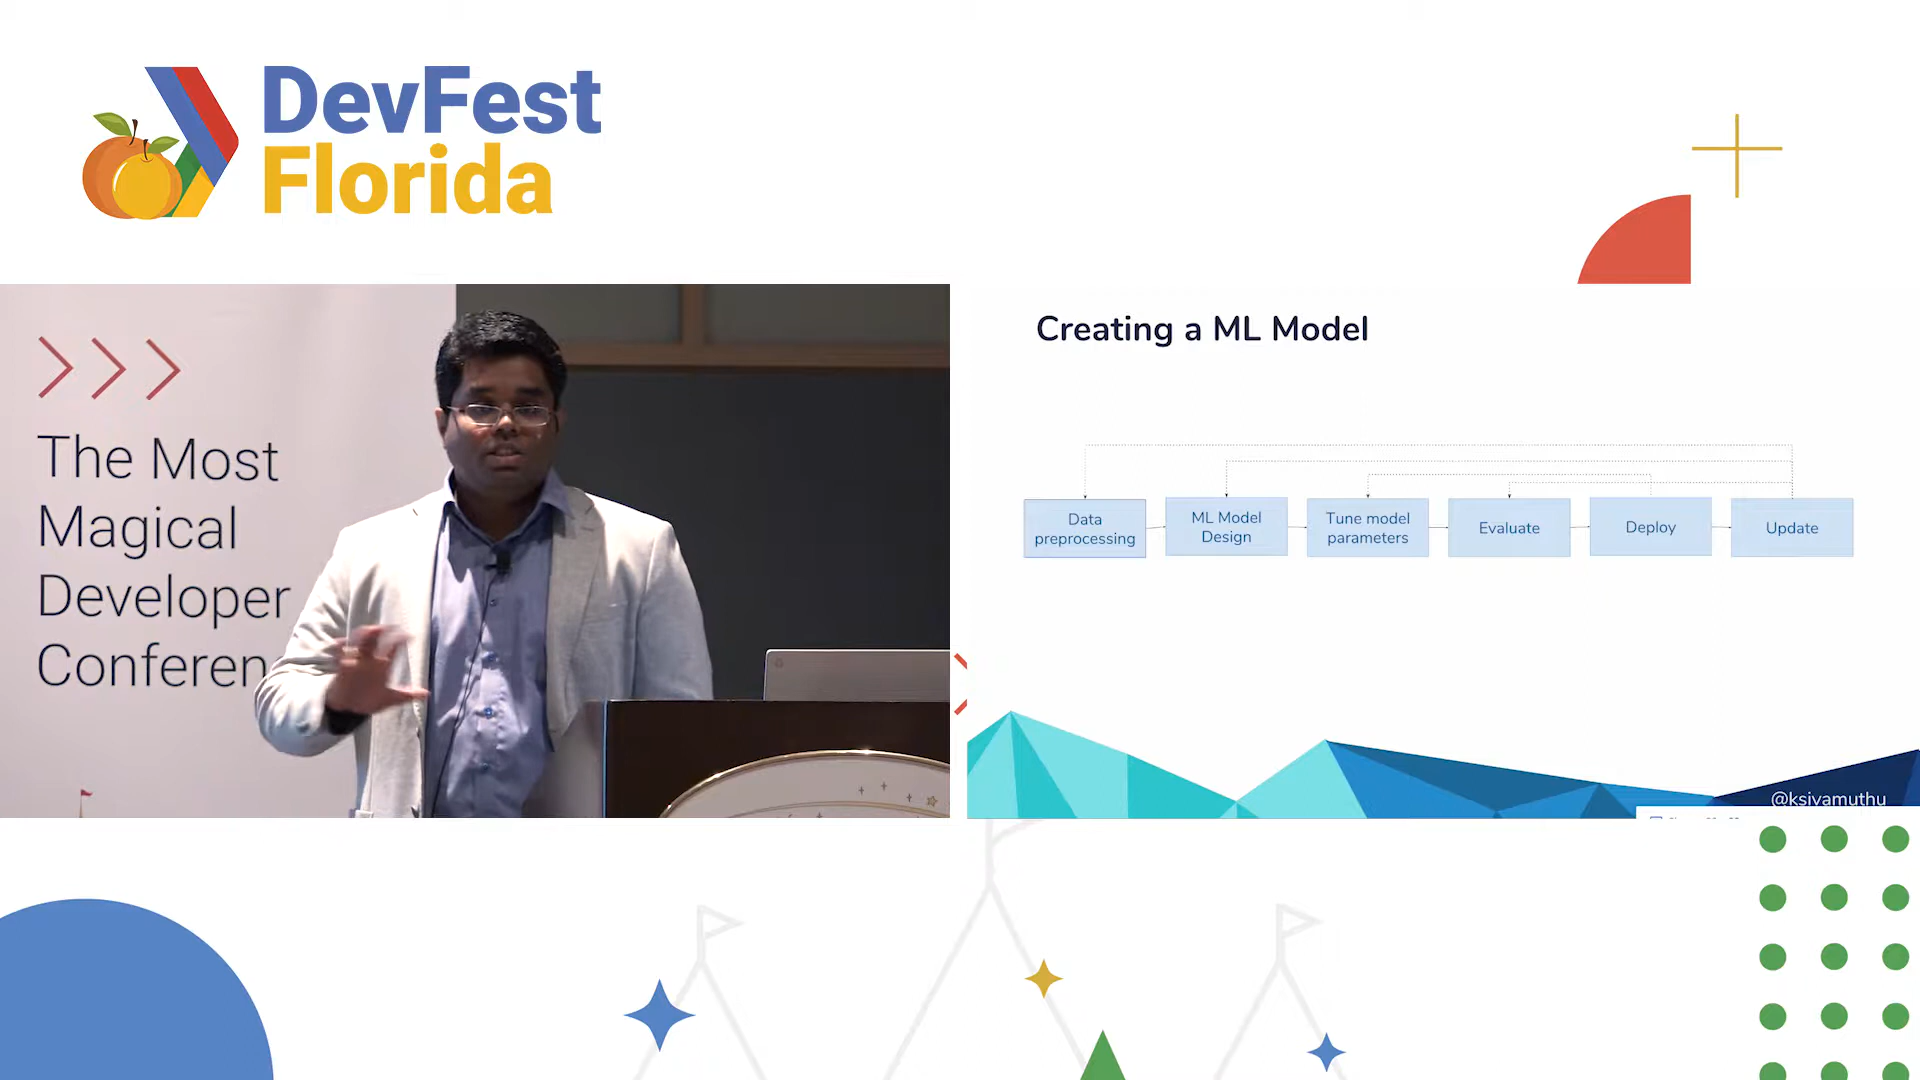 DevFest
Florida
The Most
Magical
Developer
Conferen
Creating a ML Model
Data
preprocessing
ML Model
Design
Tune model
parameters
Evaluate
Deploy
Update
@ksivamuthu